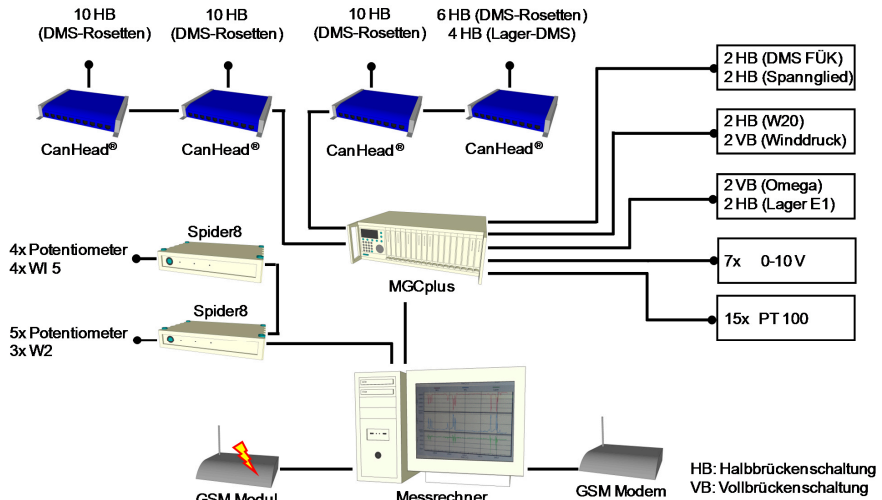 10 HB
(DMS-Rosetten)
10 HB
(DMS-Rosetten)
10 HB
(DMS-Rosetten)
6 HB (DMS-Rosetten)
4 HB (Lager-DMS)
CanHead®
CanHead®
CanHead®
CanHead®
2 HB (DMS FÜK)
2 HB (Spannglied)
2 HB (W20)
2 VB (Winddruck)
2 VB (Omega)
2 HB (Lager E1)
7x 0-10 V
15x PT 100
MGCplus
Spider8
4x Potentiometer
4x WI 5
Spider8
5x Potentiometer
3x W2
GSM Modul
Messrechner
GSM Modem
HB: Halbbrückenschaltung
VB: Vollbrückenschaltung